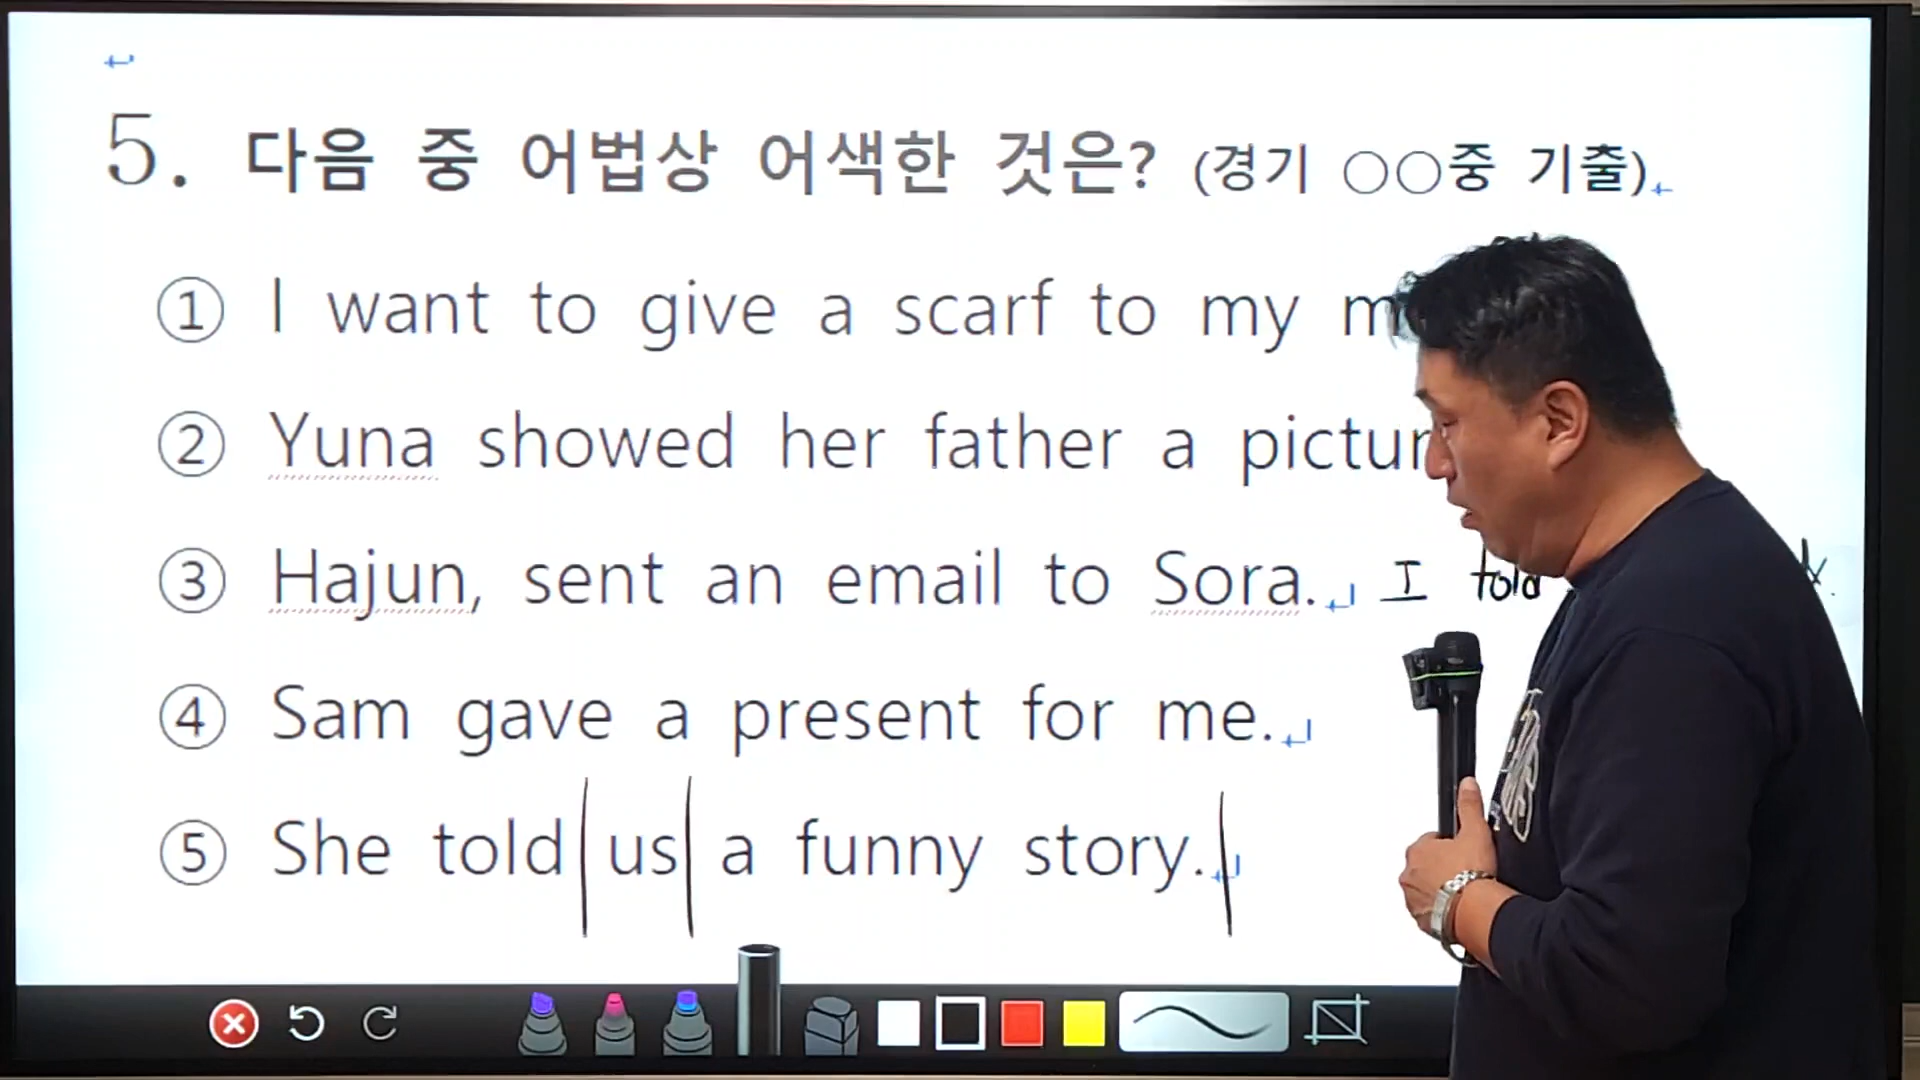 5. 다음 중 어법상 어색한 것은? (경기 ○○중 기출)
① I want to give a scarf to my
② Yuna showed her father a
③ Hajun, sent an email to Sora. I told
④ Sam gave a present for me.
⑤ She told us a funny story.